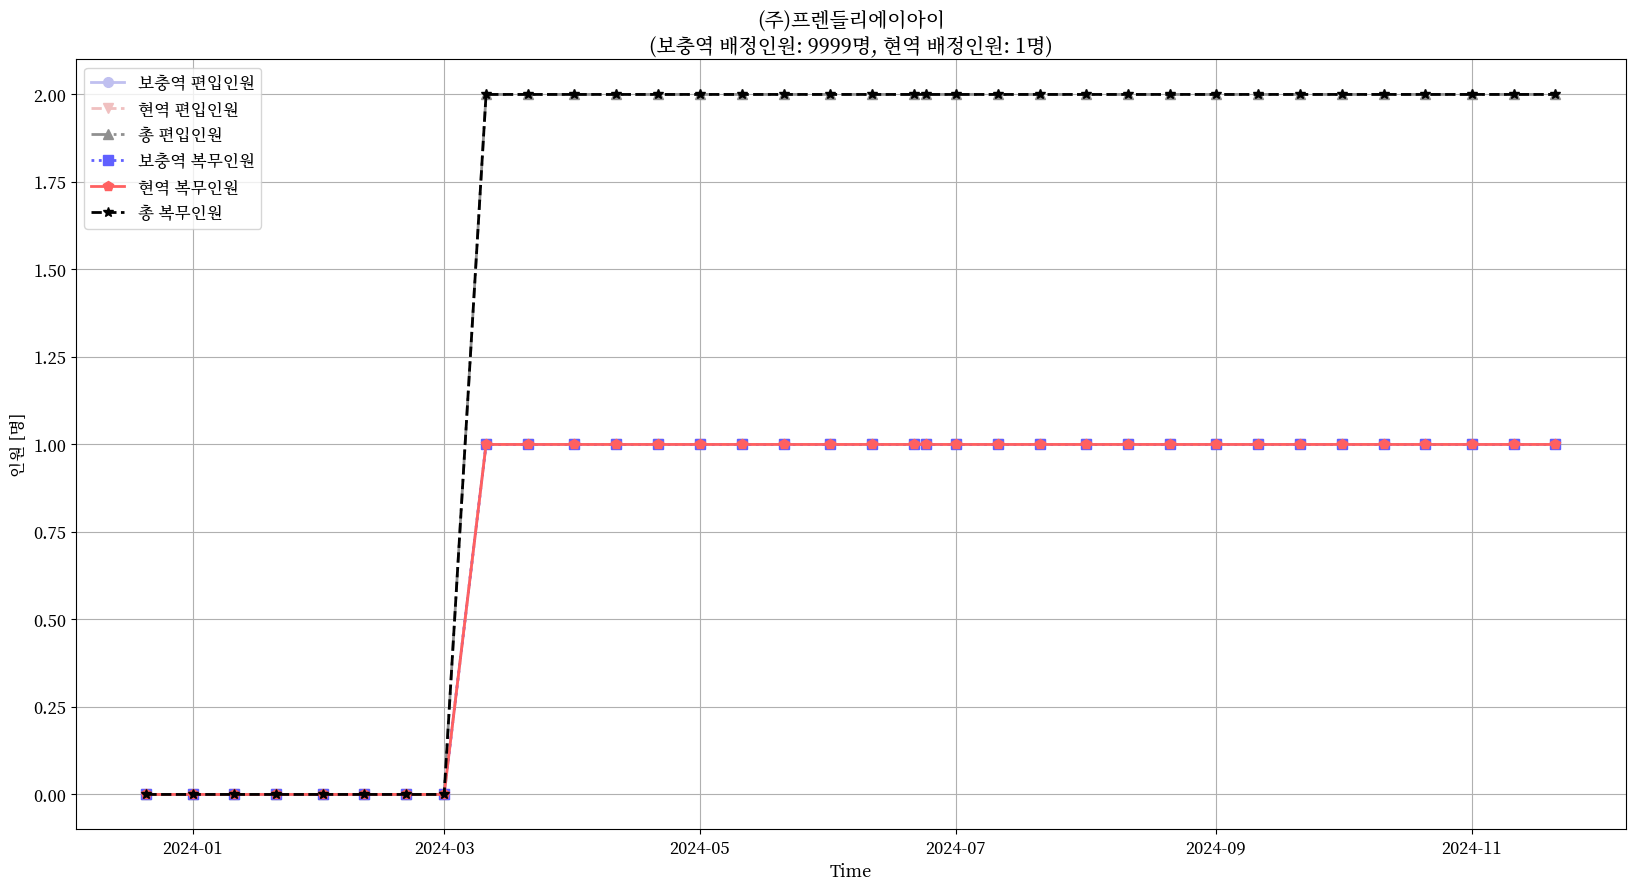 (주)프렌들리에이아이
(보충역 배정인원: 9999명, 현역 배정인원: 1명)
보충역 편입인원
현역 편입인원
총 편입인원
보충역 복무인원
현역 복무인원
총 복무인원
2.00
1.75
1.50
1.25
1.00
0.75
0.50
0.25
0.00
인원 [명]
2024-01 2024-03 2024-05 2024-07 2024-09 2024-11
Time